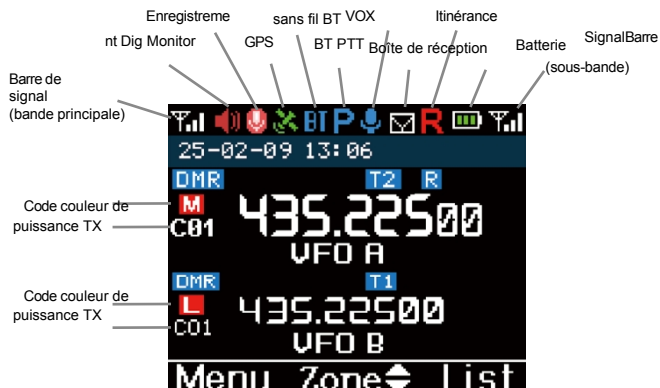 Enregistreme sans fil BT VOX Itinérance
nt Dig Monitor GPS BT PTT Boîte de réception Batterie SignalBarre
(sous-bande)
Barre de
signal
(bande principale)
BT P R
25-02-09 13:06
DMR T2 R
M 435.22500
C01
VFO A
Code couleur de
puissance TX
DMR T1
L 435.22500
C01
VFO B
Code couleur de
puissance TX
Menu Zone List